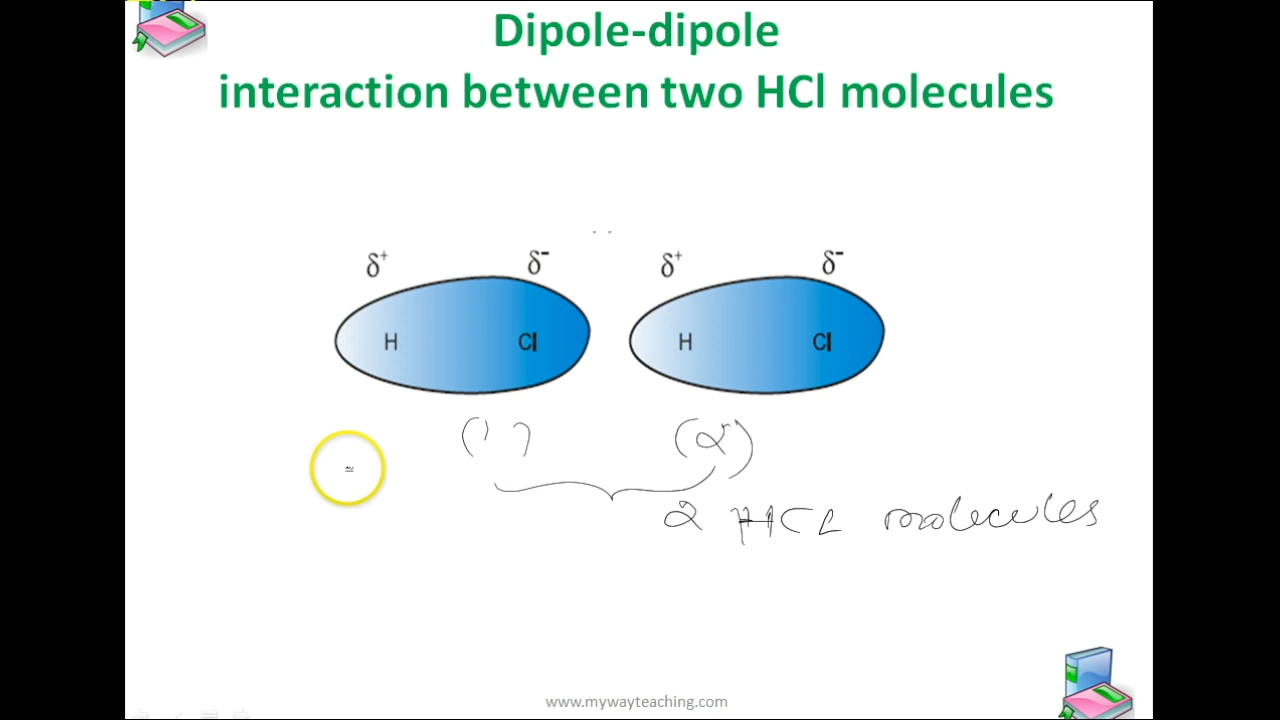 Dipole-dipole
interaction between two HCl molecules
δ+ δ- δ+ δ-
H Cl H Cl
(1) (2)
2 HCl molecules
www.mywayteaching.com